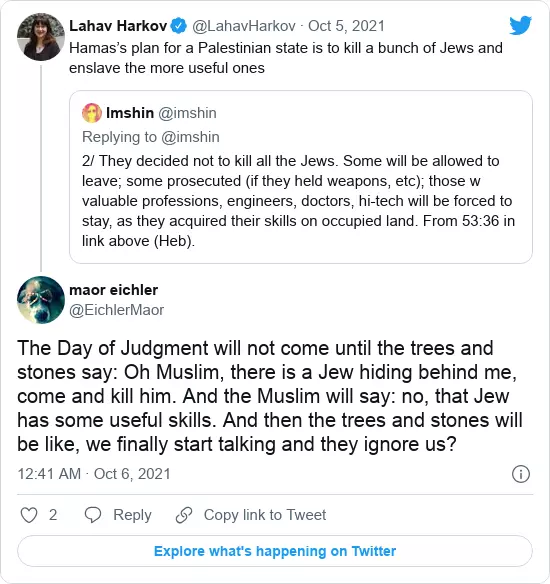 Lahav Harkov @LahavHarkov · Oct 5, 2021
Hamas's plan for a Palestinian state is to kill a bunch of Jews and
enslave the more useful ones
Imshin @imshin
Replying to @imshin
2/ They decided not to kill all the Jews. Some will be allowed to
leave; some prosecuted (if they held weapons, etc); those w
valuable professions, engineers, doctors, hi-tech will be forced to
stay, as they acquired their skills on occupied land. From 53:36 in
link above (Heb).
maor eichler
@EichlerMaor
The Day of Judgment will not come until the trees and
stones say: Oh Muslim, there is a Jew hiding behind me,
come and kill him. And the Muslim will say: no, that Jew
has some useful skills. And then the trees and stones will
be like, we finally start talking and they ignore us?
12:41 AM · Oct 6, 2021
2 Reply Copy link to Tweet
Explore what's happening on Twitter